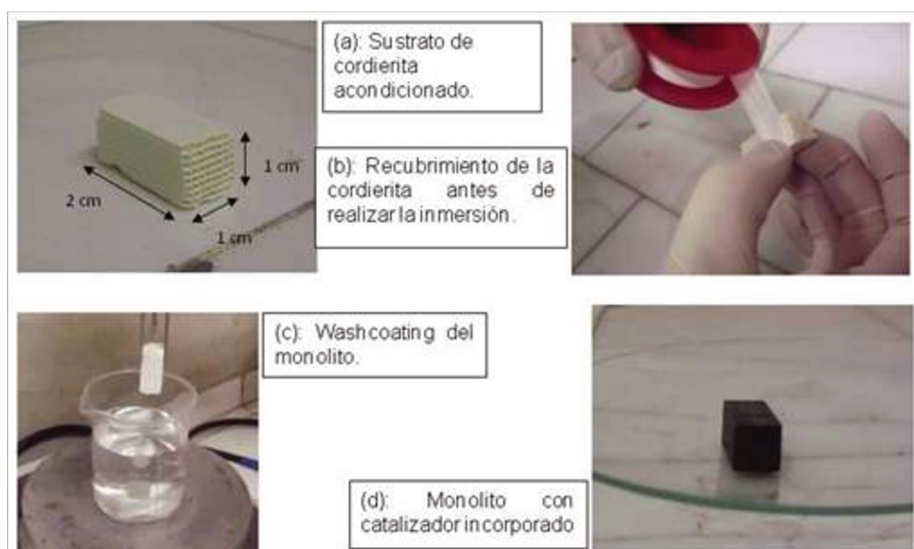 (a): Sustrato de
cordierita
acondicionado.
1 cm
2 cm
1 cm
(b): Recubrimiento de la
cordierita antes de
realizar la inmersión.
(c): Washcoating del
monolito.
(d): Monolito con
catalizador incorporado